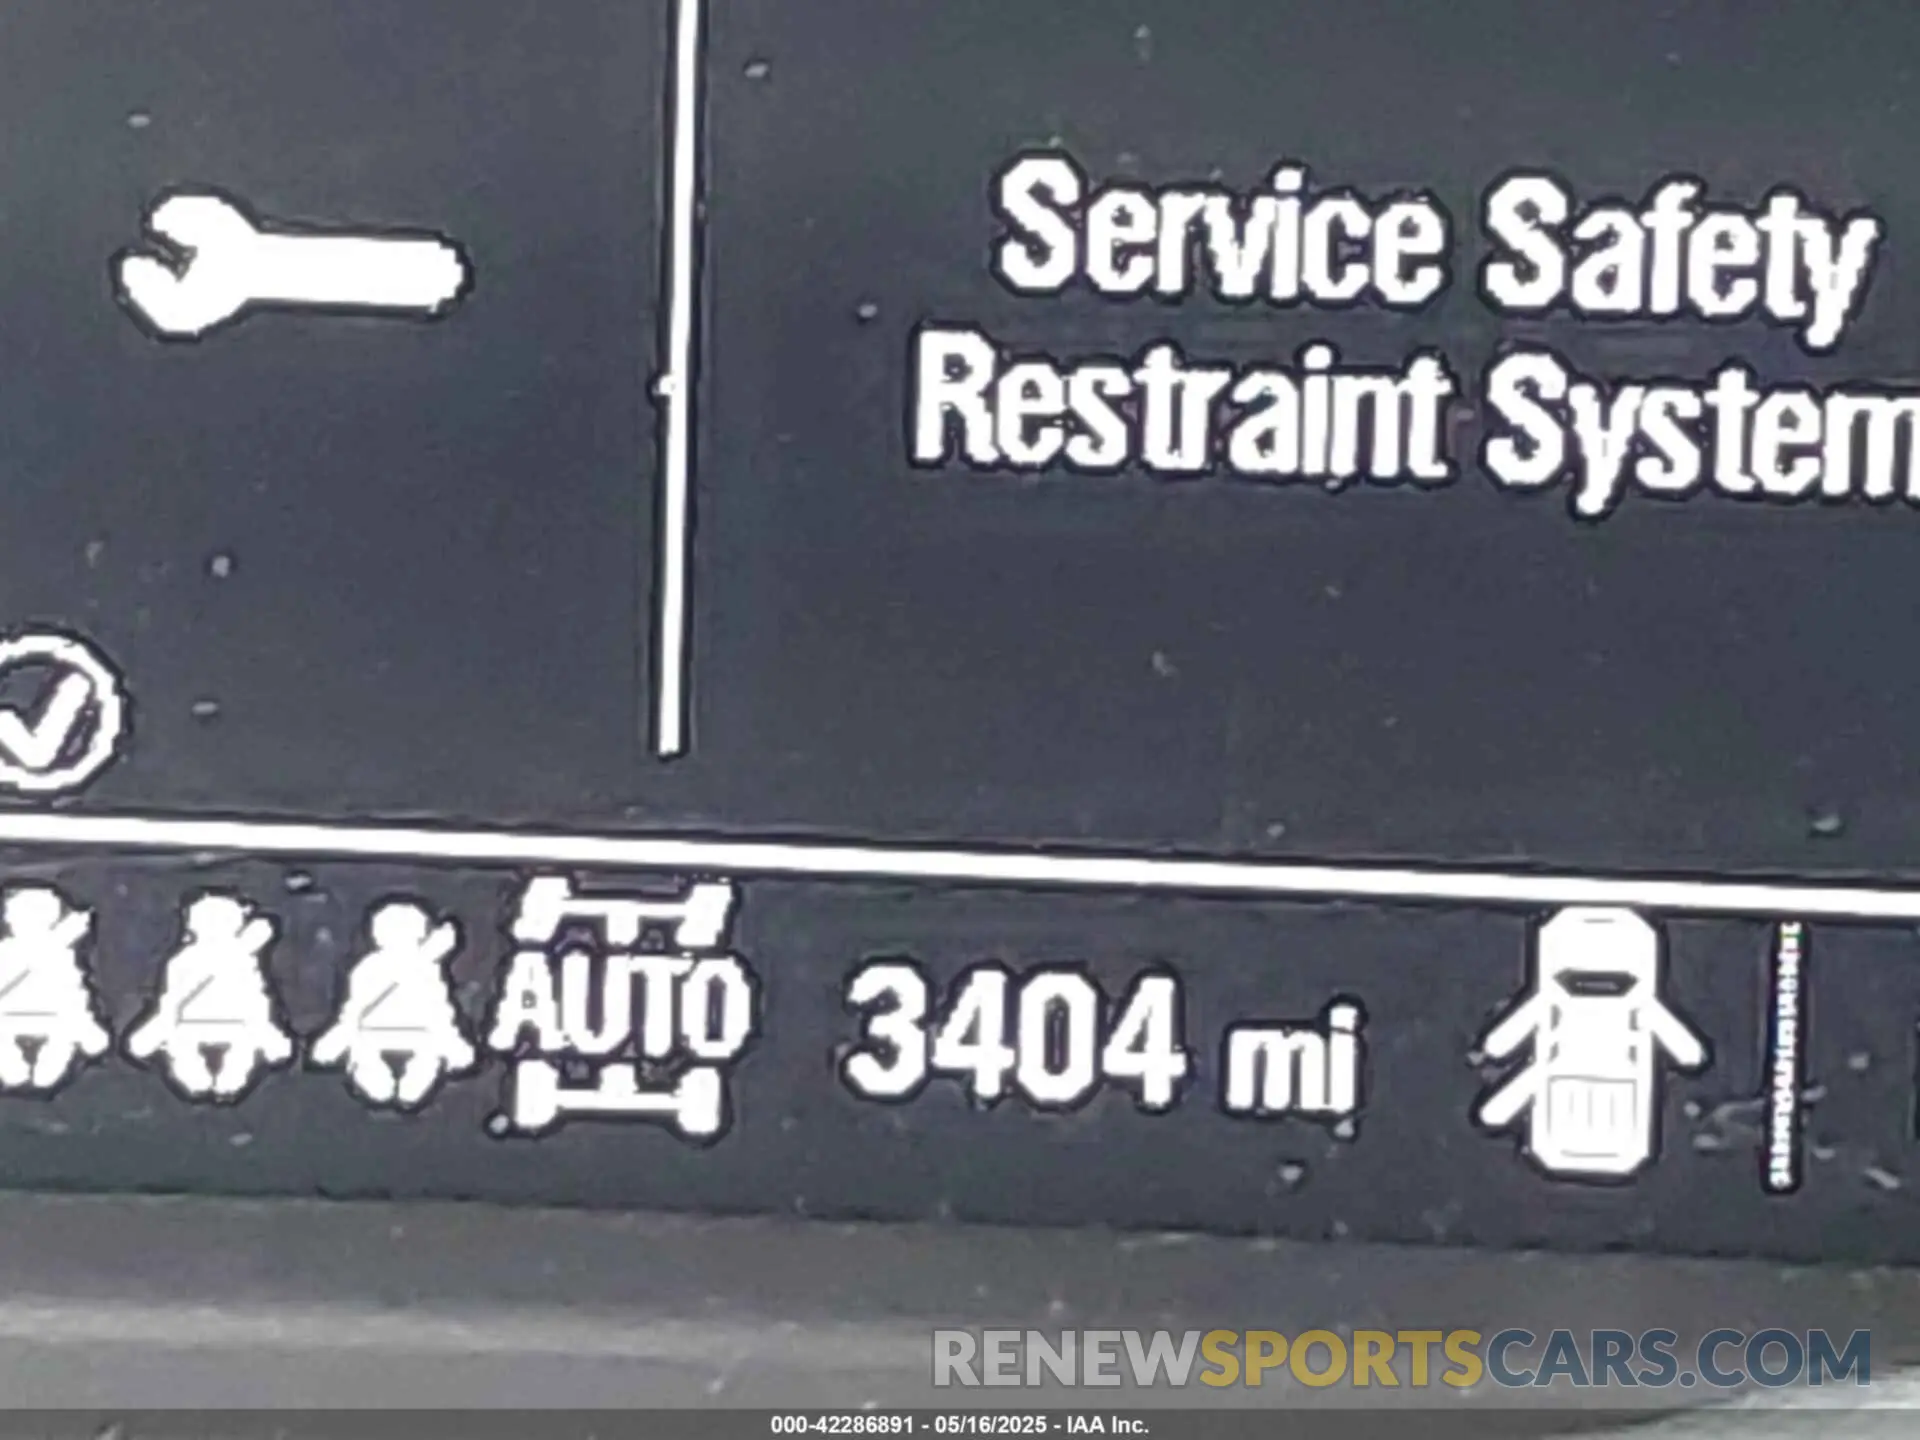 Service Safety
Restraint System
AUTO
3404 mi
RENEWSPORTSCARS.COM
000-42286891 - 05/16/2025 - IAA Inc.